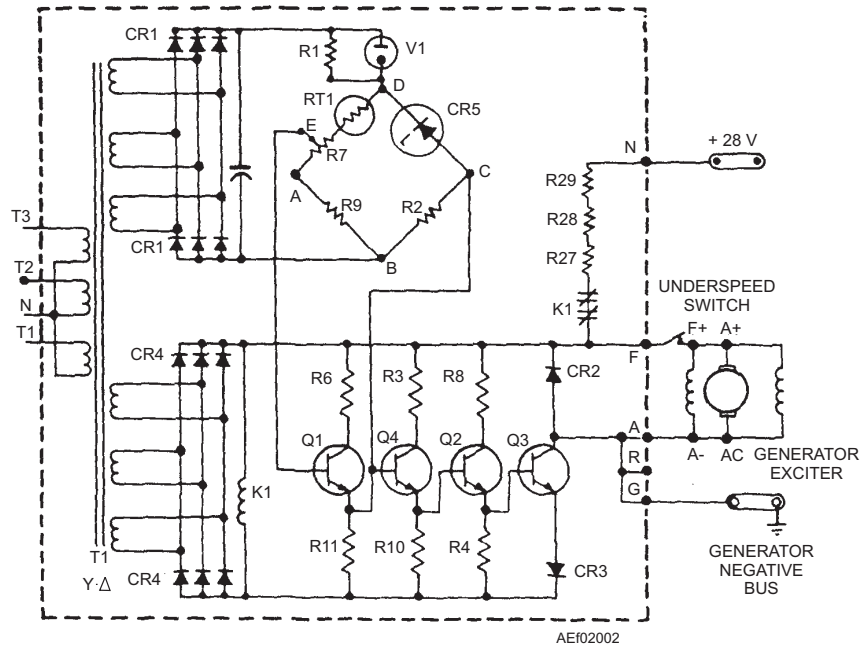 CR1
R1
V1
D
RT1
CR5
E
R7
C
A
R9
R2
CR1
B
T3
T2
N
T1
N
+ 28 V
R29
R28
R27
K1
UNDERSPEED
SWITCH
F
F+
A+
CR4
R6
R3
R8
CR2
Q1
Q4
Q2
Q3
A
R
G
A-
AC
GENERATOR
EXCITER
K1
R11
R10
R4
CR3
T1
Y·Δ
CR4
GENERATOR
NEGATIVE
BUS
AEf02002